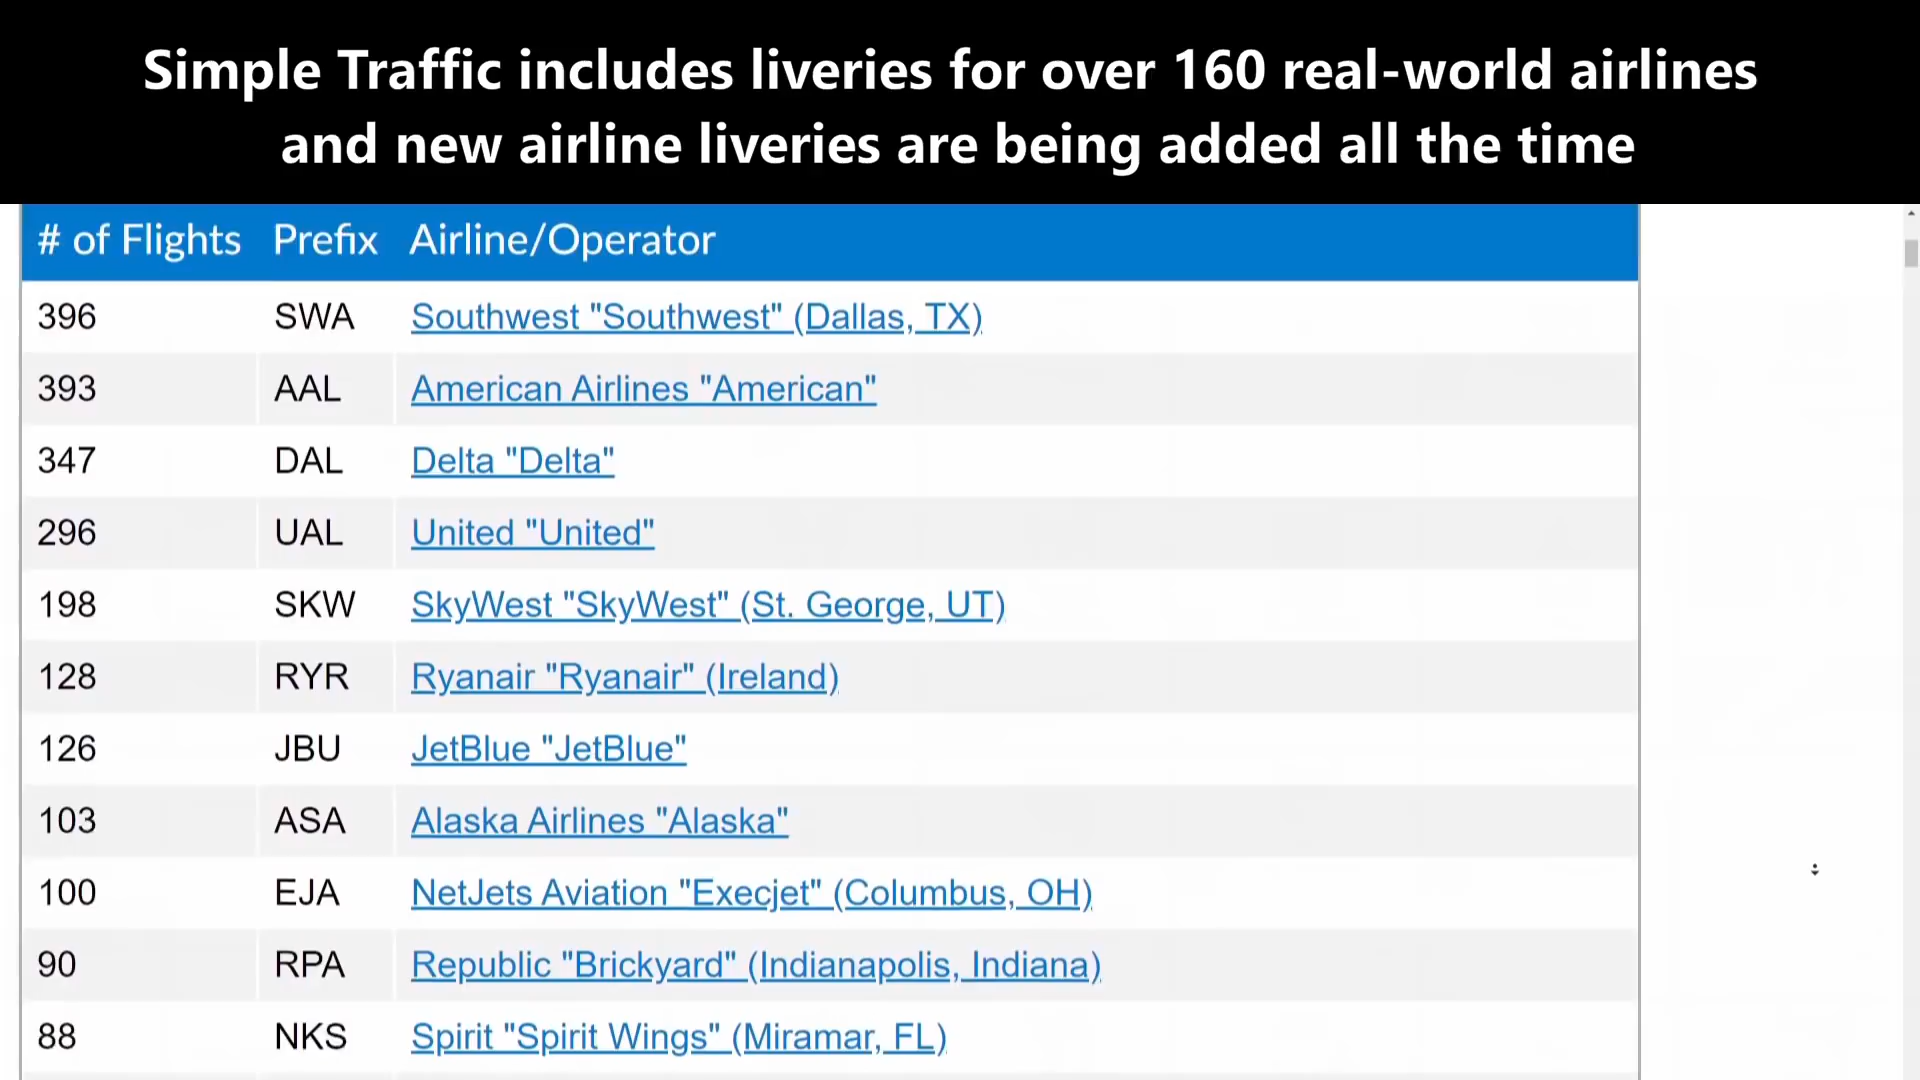 Simple Traffic includes liveries for over 160 real-world airlines
and new airline liveries are being added all the time
# of Flights Prefix Airline/Operator
396 SWA Southwest "Southwest" (Dallas, TX)
393 AAL American Airlines "American"
347 DAL Delta "Delta"
296 UAL United "United"
198 SKW SkyWest "SkyWest" (St. George, UT)
128 RYR Ryanair "Ryanair" (Ireland)
126 JBU JetBlue "JetBlue"
103 ASA Alaska Airlines "Alaska"
100 EJA NetJets Aviation "Execjet" (Columbus, OH)
90 RPA Republic "Brickyard" (Indianapolis, Indiana)
88 NKS Spirit "Spirit Wings" (Miramar, FL)